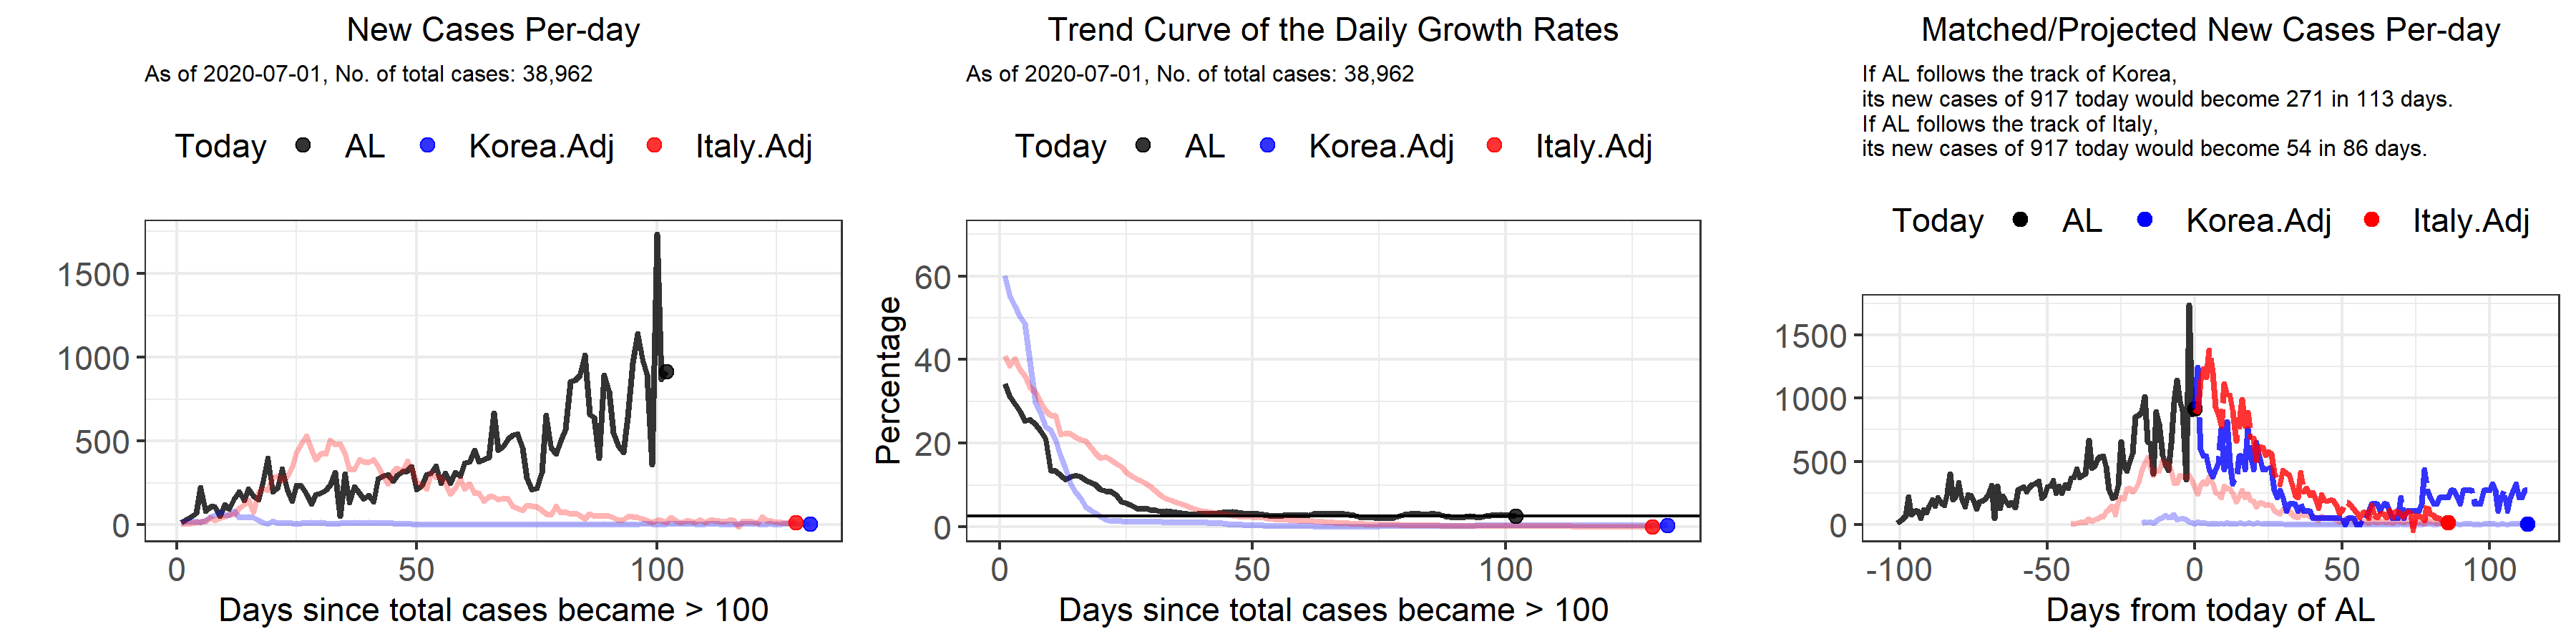 New Cases Per-day
As of 2020-07-01, No. of total cases: 38,962
Today AL Korea.Adj Italy.Adj
1500
1000
500
0
0 50 100
Days since total cases became > 100
Trend Curve of the Daily Growth Rates
As of 2020-07-01, No. of total cases: 38,962
Today AL Korea.Adj Italy.Adj
Percentage
60
40
20
0
0 50 100
Days since total cases became > 100
Matched/Projected New Cases Per-day
If AL follows the track of Korea,
its new cases of 917 today would become 271 in 113 days.
If AL follows the track of Italy,
its new cases of 917 today would become 54 in 86 days.
Today AL Korea.Adj Italy.Adj
1500
1000
500
0
-100 -50 0 50 100
Days from today of AL